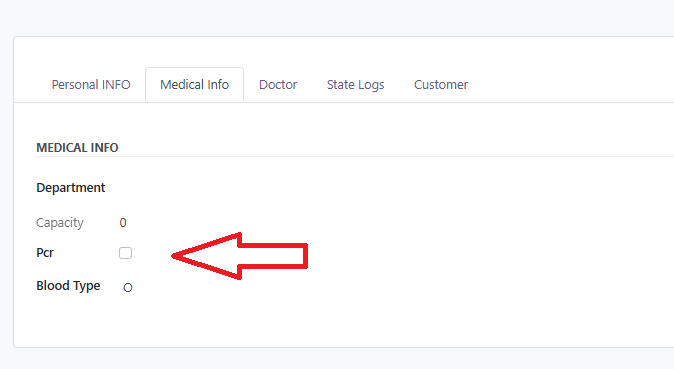 Personal INFO Medical Info Doctor State Logs Customer
MEDICAL INFO
Department
Capacity 0
Pcr
Blood Type O